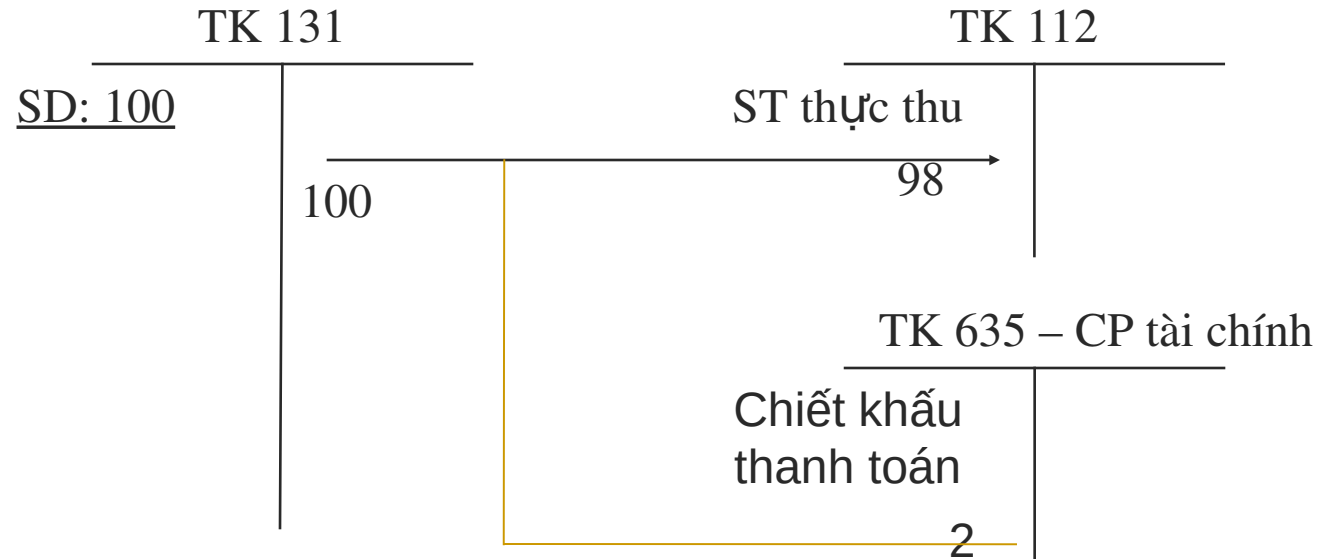 TK 131
TK 112
SD: 100
ST thực thu
100
98
TK 635 – CP tài chính
Chiết khấu
thanh toán
2